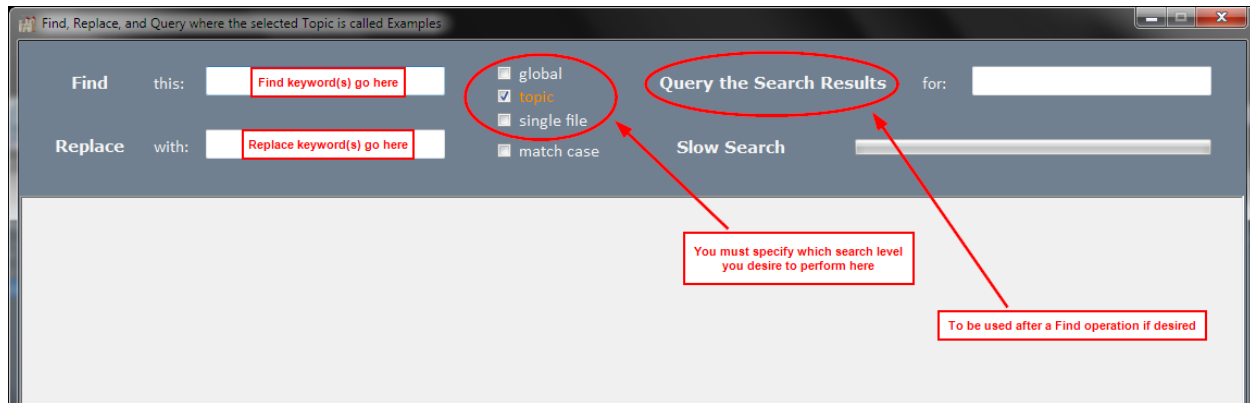 Find, Replace, and Query where the selected Topic is called Examples
Find this: Find keyword(s) go here
global
topic
single file
match case
Query the Search Results for:
Replace with: Replace keyword(s) go here
Slow Search
You must specify which search level
you desire to perform here
To be used after a Find operation if desired